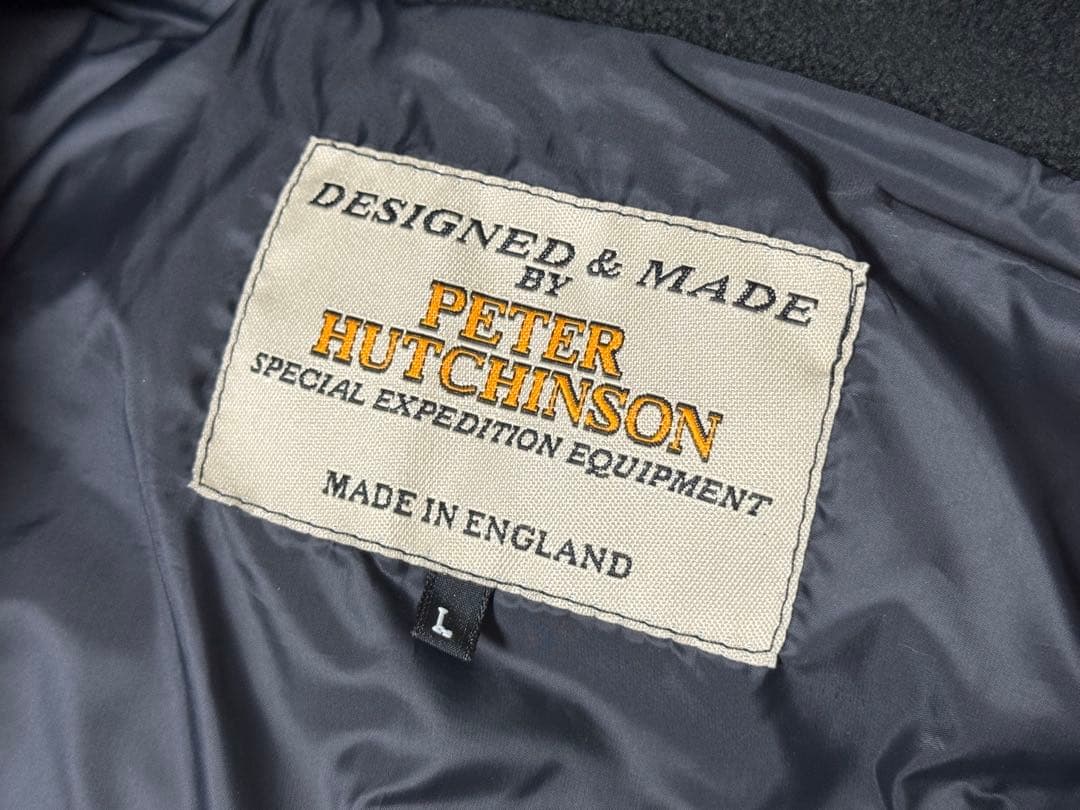 DESIGNED & MADE
BY
PETER
HUTCHINSON
SPECIAL EXPEDITION EQUIPMENT
MADE IN ENGLAND
L